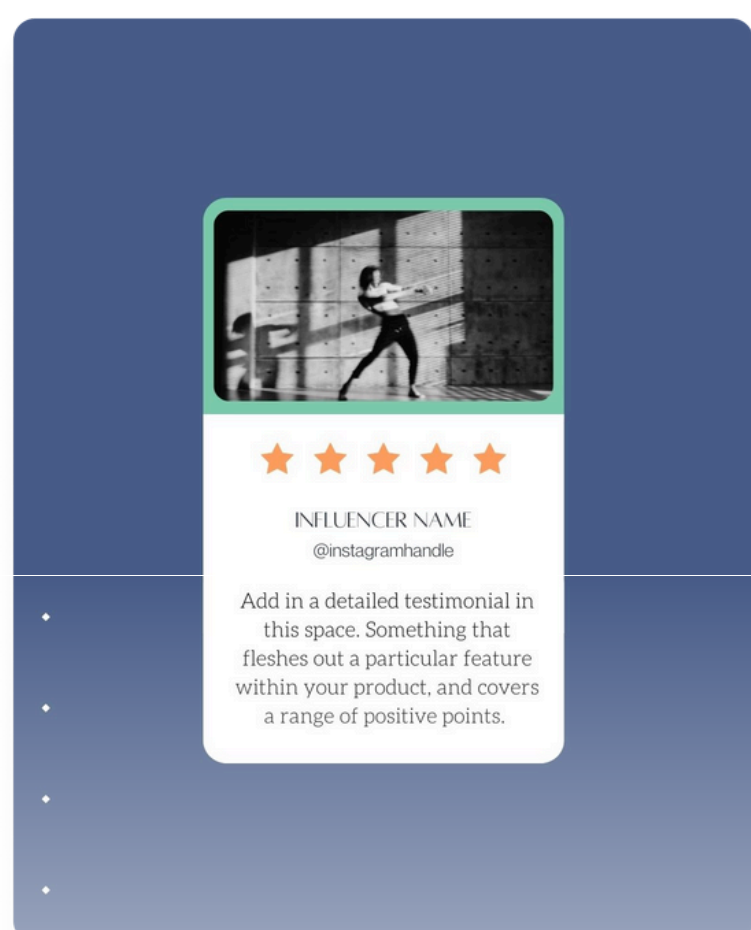 INFLUENCER NAME
@instagramhandle
Add in a detailed testimonial in
this space. Something that
fleshes out a particular feature
within your product, and covers
a range of positive points.